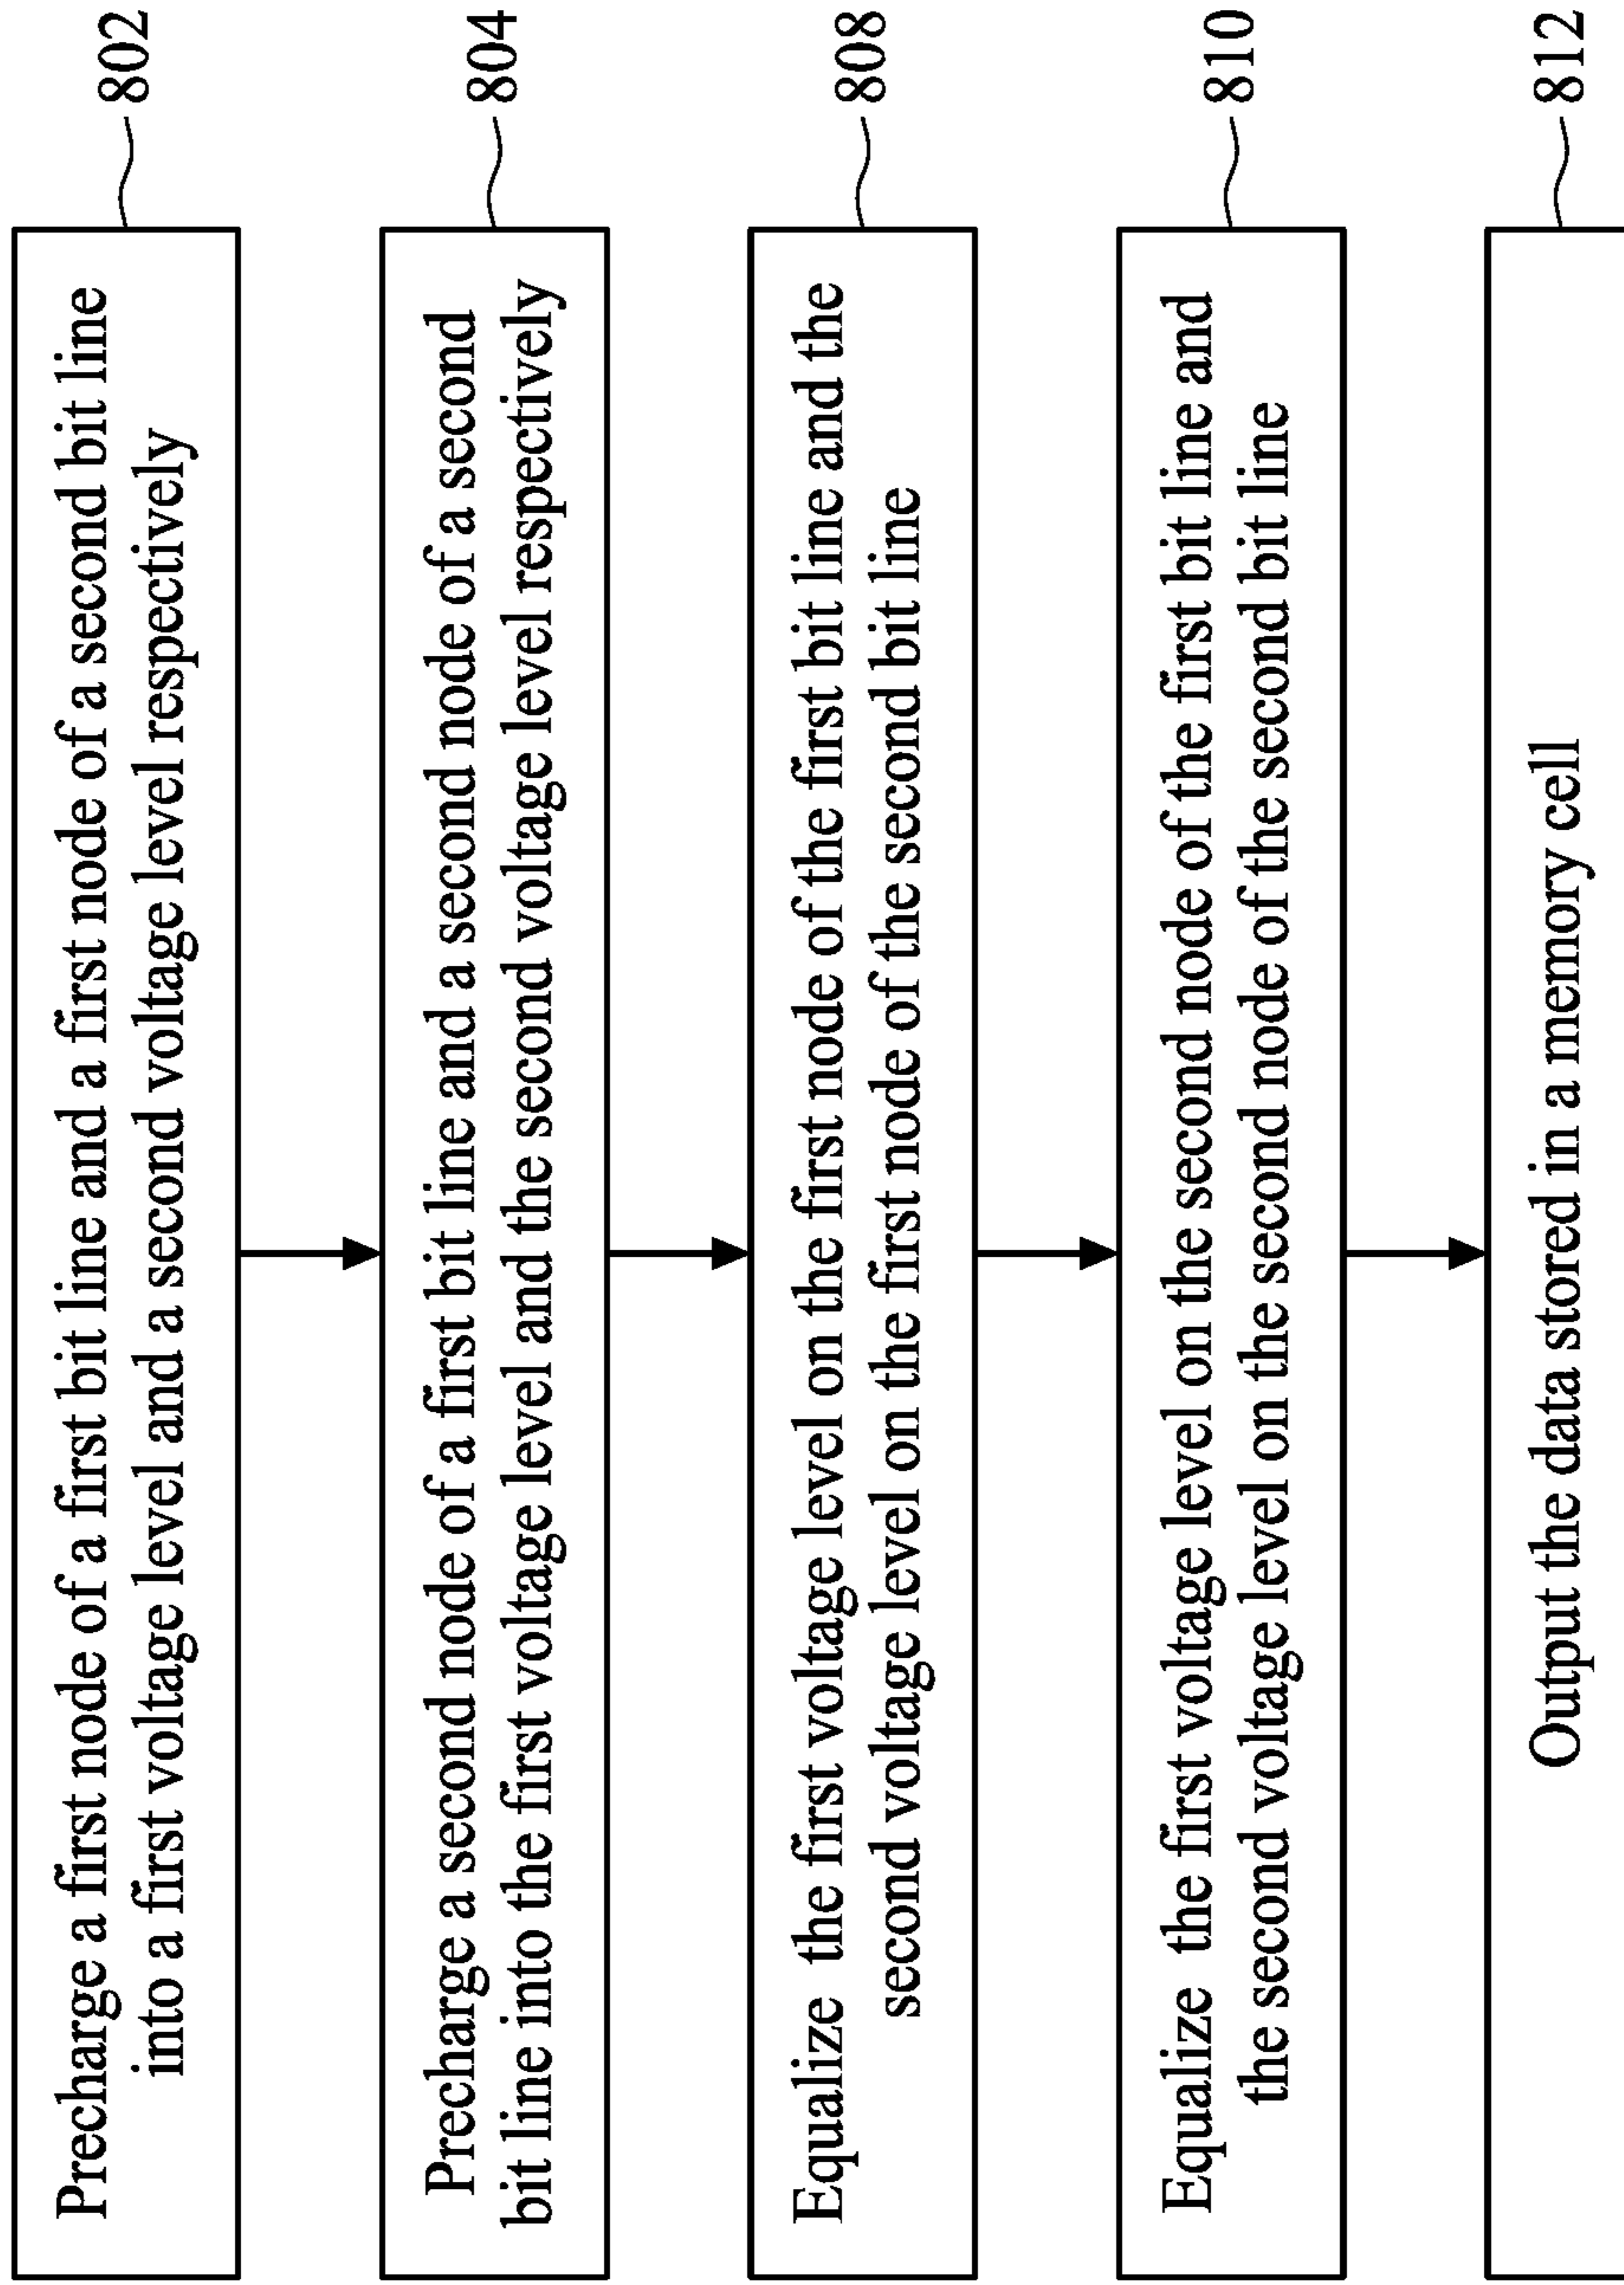 Precharge a first node of a first bit line and a first node of a second bit line
into a first voltage level and a second voltage level respectively
802
Precharge a second node of a first bit line and a second node of a second
bit line into the first voltage level and the second voltage level respectively
804
Equalize the first voltage level on the first node of the first bit line and the
second voltage level on the first node of the second bit line
808
Equalize the first voltage level on the second node of the first bit line and
the second voltage level on the second node of the second bit line
810
Output the data stored in a memory cell
812